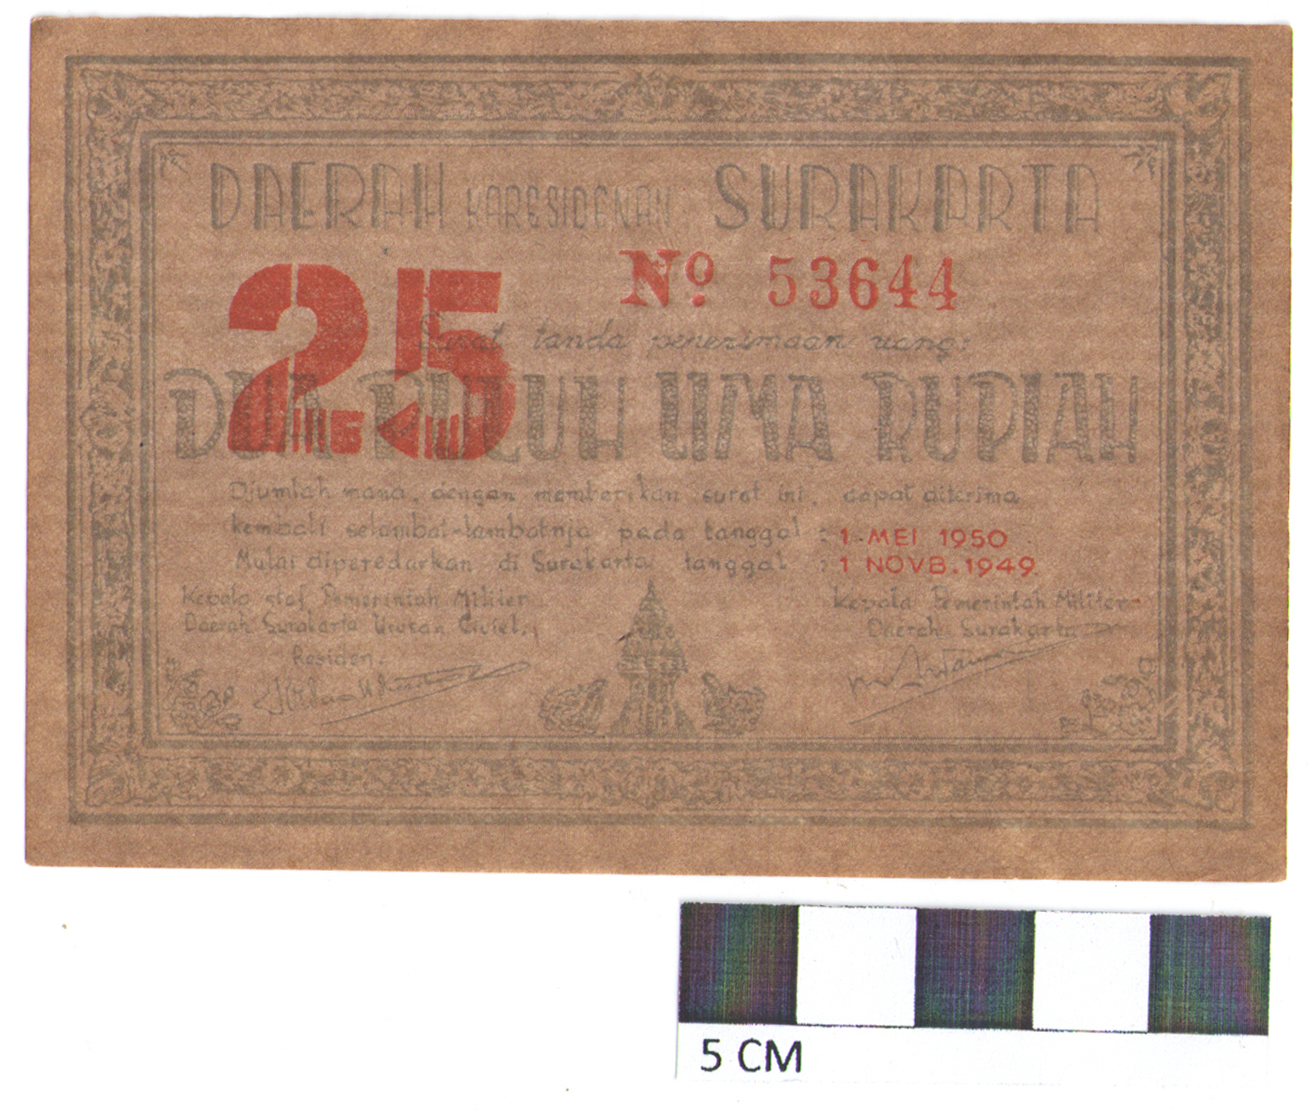 DAERAH KARESIDENAN SURAKARTA
25
Nº 53644
Surat tanda penerimaan uang:
DUA PULUH LIMA RUPIAH
Djumlah mana, dengan memberikan surat ini, dapat diterima
kembali selambat-lambatnja pada tanggal : 1 MEI 1950
Mulai diperedarkan di Surakarta tanggal : 1 NOVB.1949.
Kepala staf Pemerintah Militer
Daerah Surakarta Urusan Civiel,
Residen.
Kepala Pemerintah Militer
Daerah Surakarta
5 CM